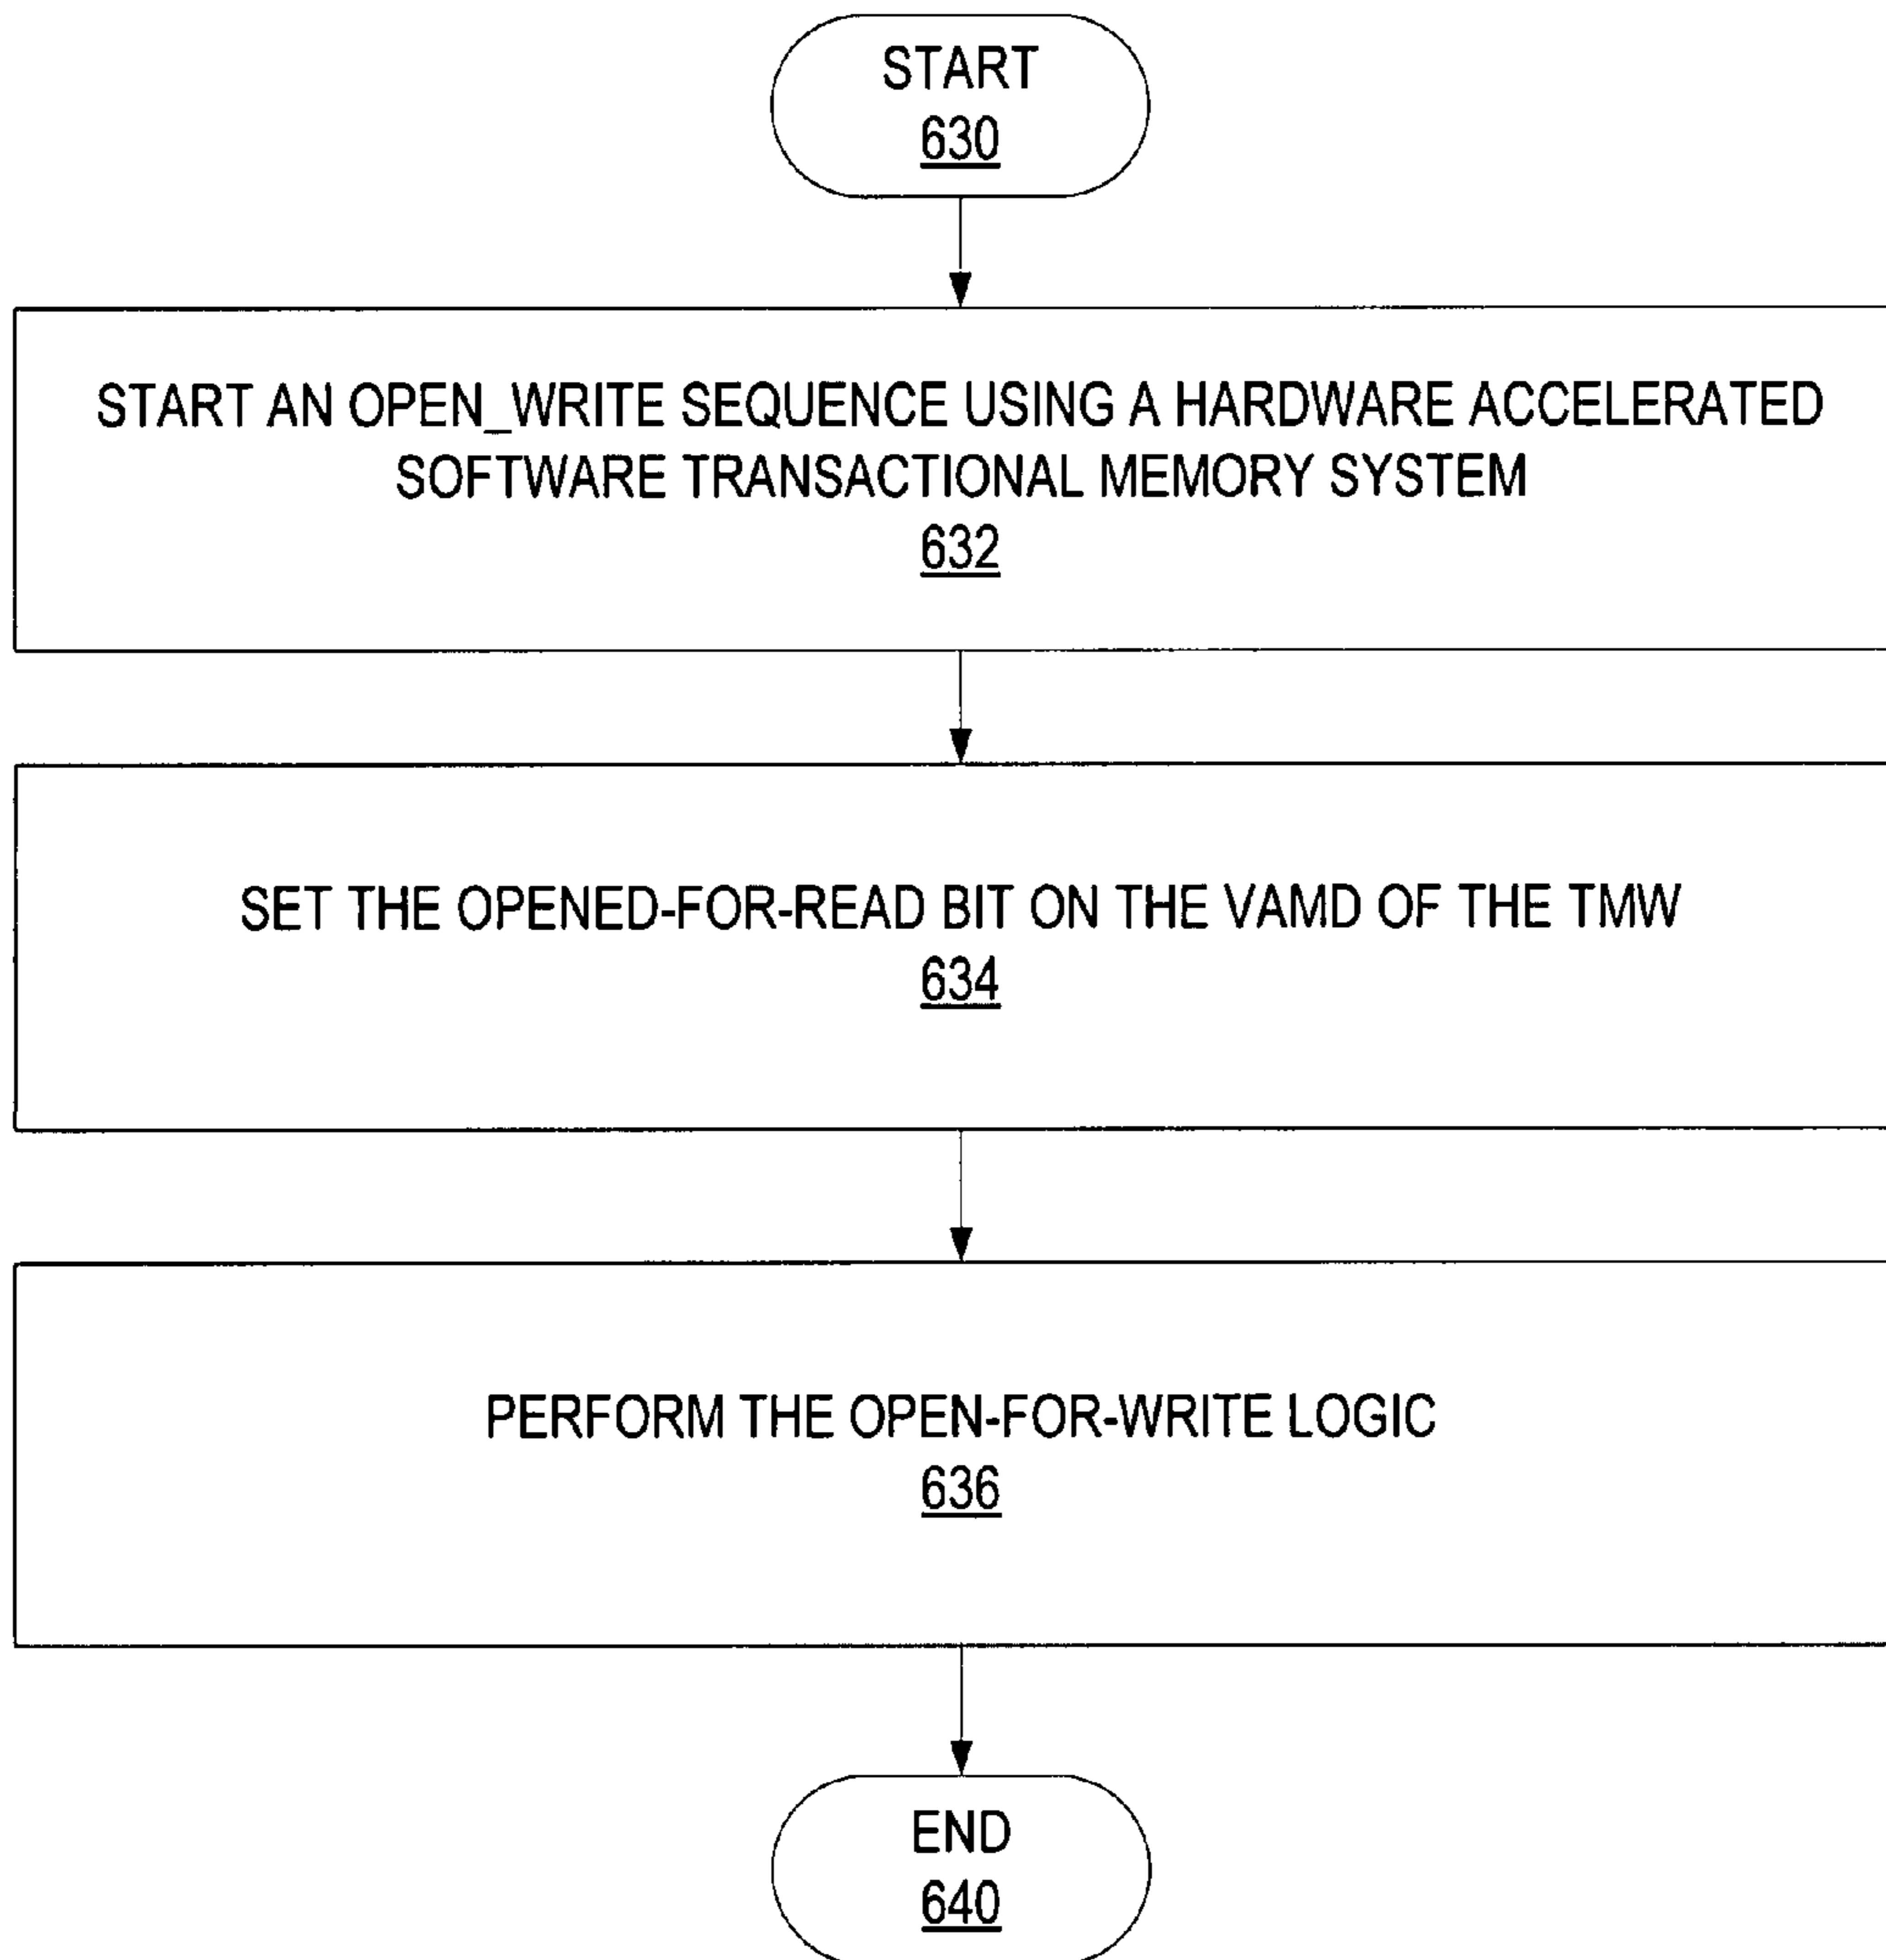 START
630
START AN OPEN_WRITE SEQUENCE USING A HARDWARE ACCELERATED
SOFTWARE TRANSACTIONAL MEMORY SYSTEM
632
SET THE OPENED-FOR-READ BIT ON THE VAMD OF THE TMW
634
PERFORM THE OPEN-FOR-WRITE LOGIC
636
END
640